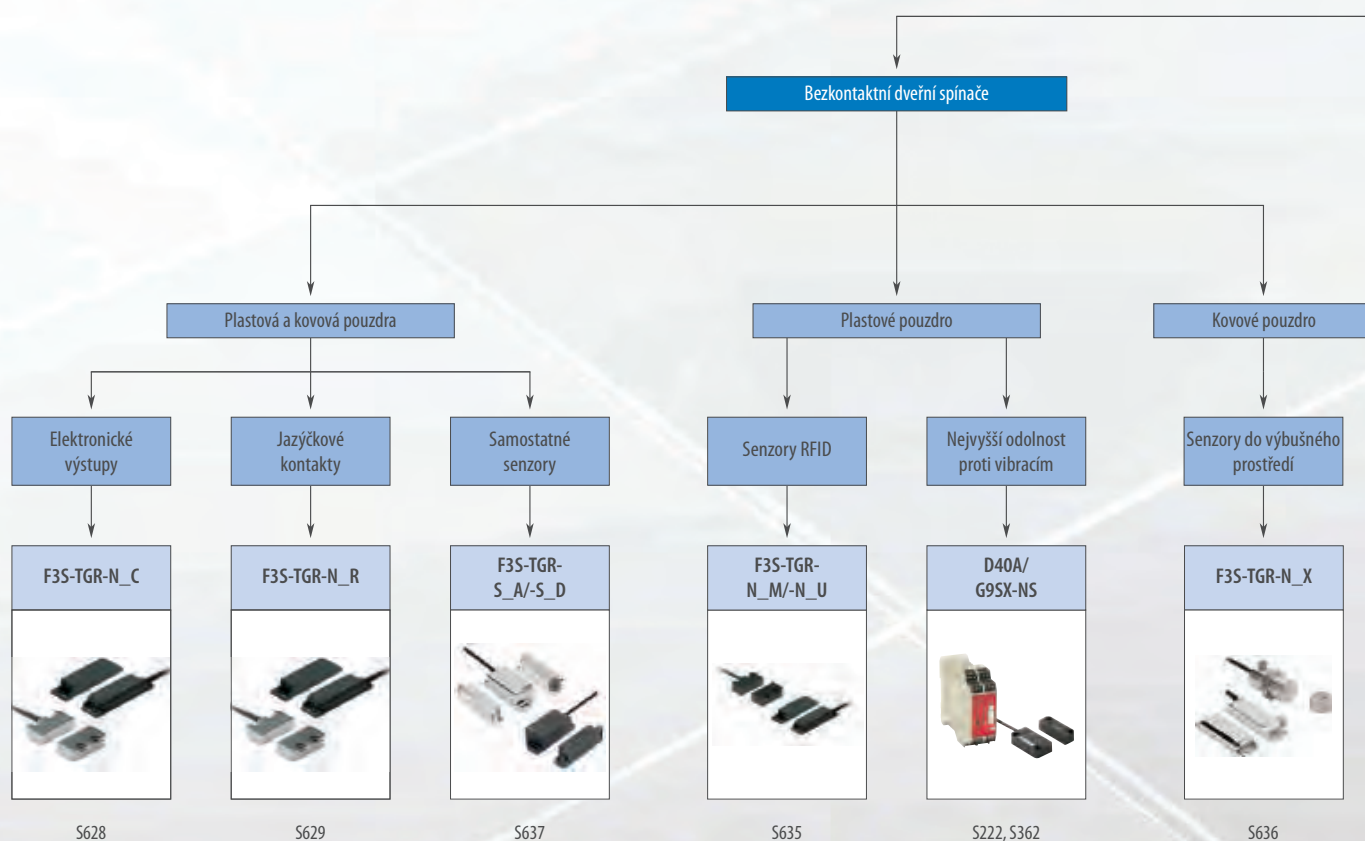 Bezkontaktní dveřní spínače
Plastová a kovová pouzdra
Plastové pouzdro
Kovové pouzdro
Elektronické
výstupy
Jazýčkové
kontakty
Samostatné
senzory
Senzory RFID
Nejvyšší odolnost
proti vibracím
Senzory do výbušného
prostředí
F3S-TGR-N_C
F3S-TGR-N_R
F3S-TGR-
S_A/-S_D
F3S-TGR-
N_M/-N_U
D40A/
G9SX-NS
F3S-TGR-N_X
S628
S629
S637
S635
S222, S362
S636